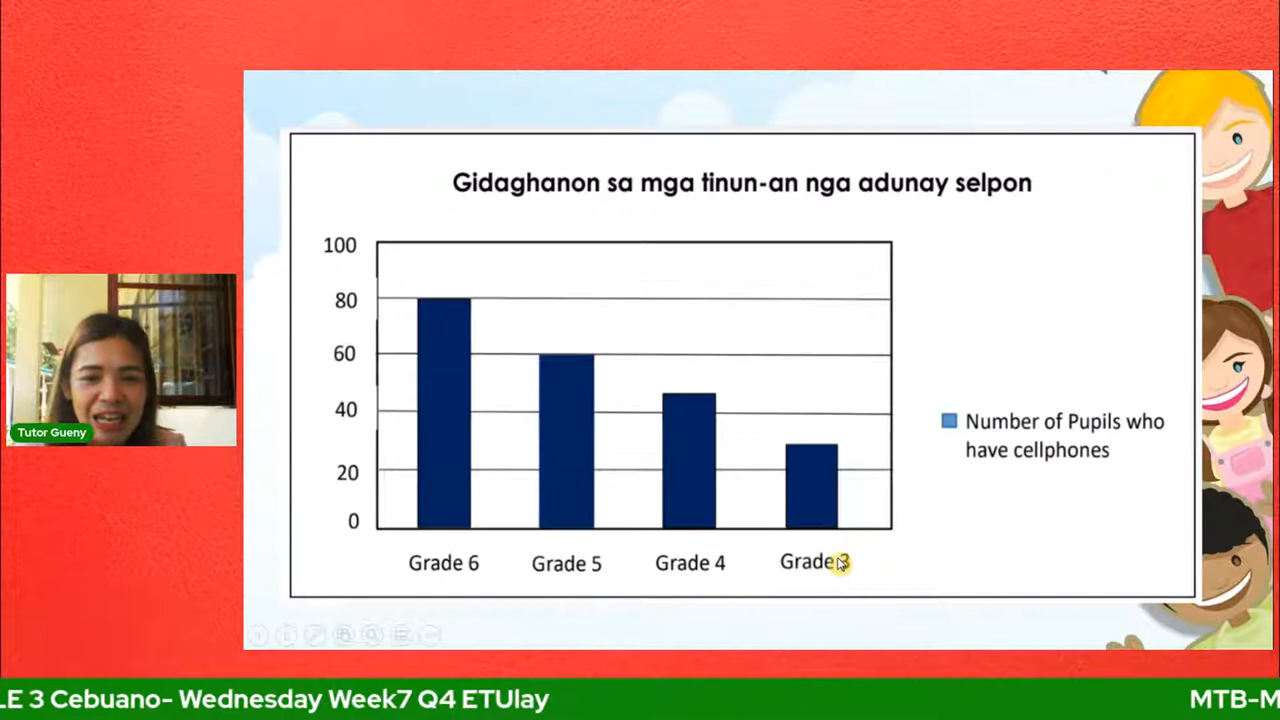 Gidaghanon sa mga tinun-an nga adunay selpon
100
80
60
40
20
0
Grade 6
Grade 5
Grade 4
Grade 3
Number of Pupils who
have cellphones
Tutor Gueny
LE 3 Cebuano- Wednesday Week7 Q4 ETUlay
MTB-M